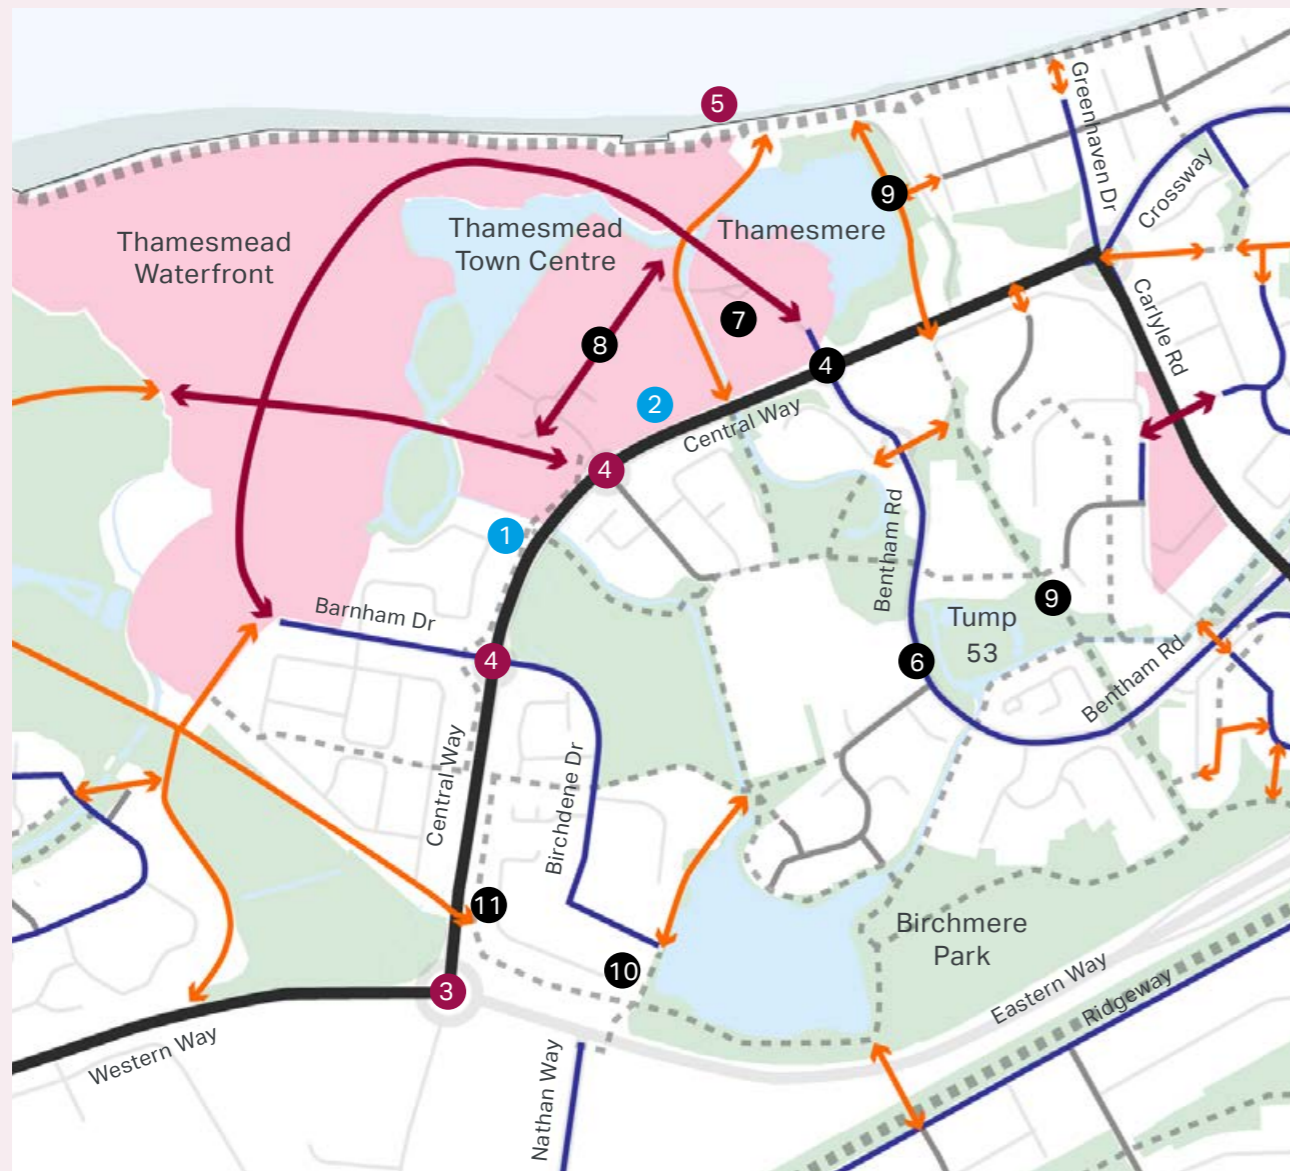 5
Greenhaven Dr
Crossway
9
Thamesmead
Waterfront
Thamesmead
Town Centre
Thamesmere
7
8
4
2
Central Way
Carlyle Rd
4
1
Bentham Rd
Barnham Dr
9
Tump
53
4
6
Bentham Rd
Central Way
Birchdene Dr
11
Birchmere
Park
10
3
Eastern Way
Ridgeway
Western Way
Nathan Way